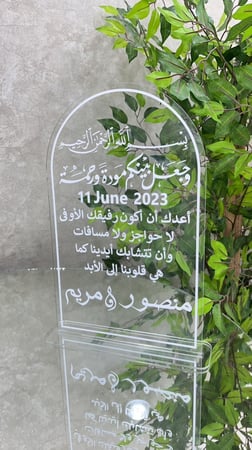 بسم الله الرحمن الرحيم
وجعل بينكم مودة ورحمة
11 June 2023
أعدك أن أكون رفيقك الأوفى
لا حواجز ولا مسافات
وأن تتشابك أيدينا كما
هي قلوبنا إلى الأبد
منصور & مريم